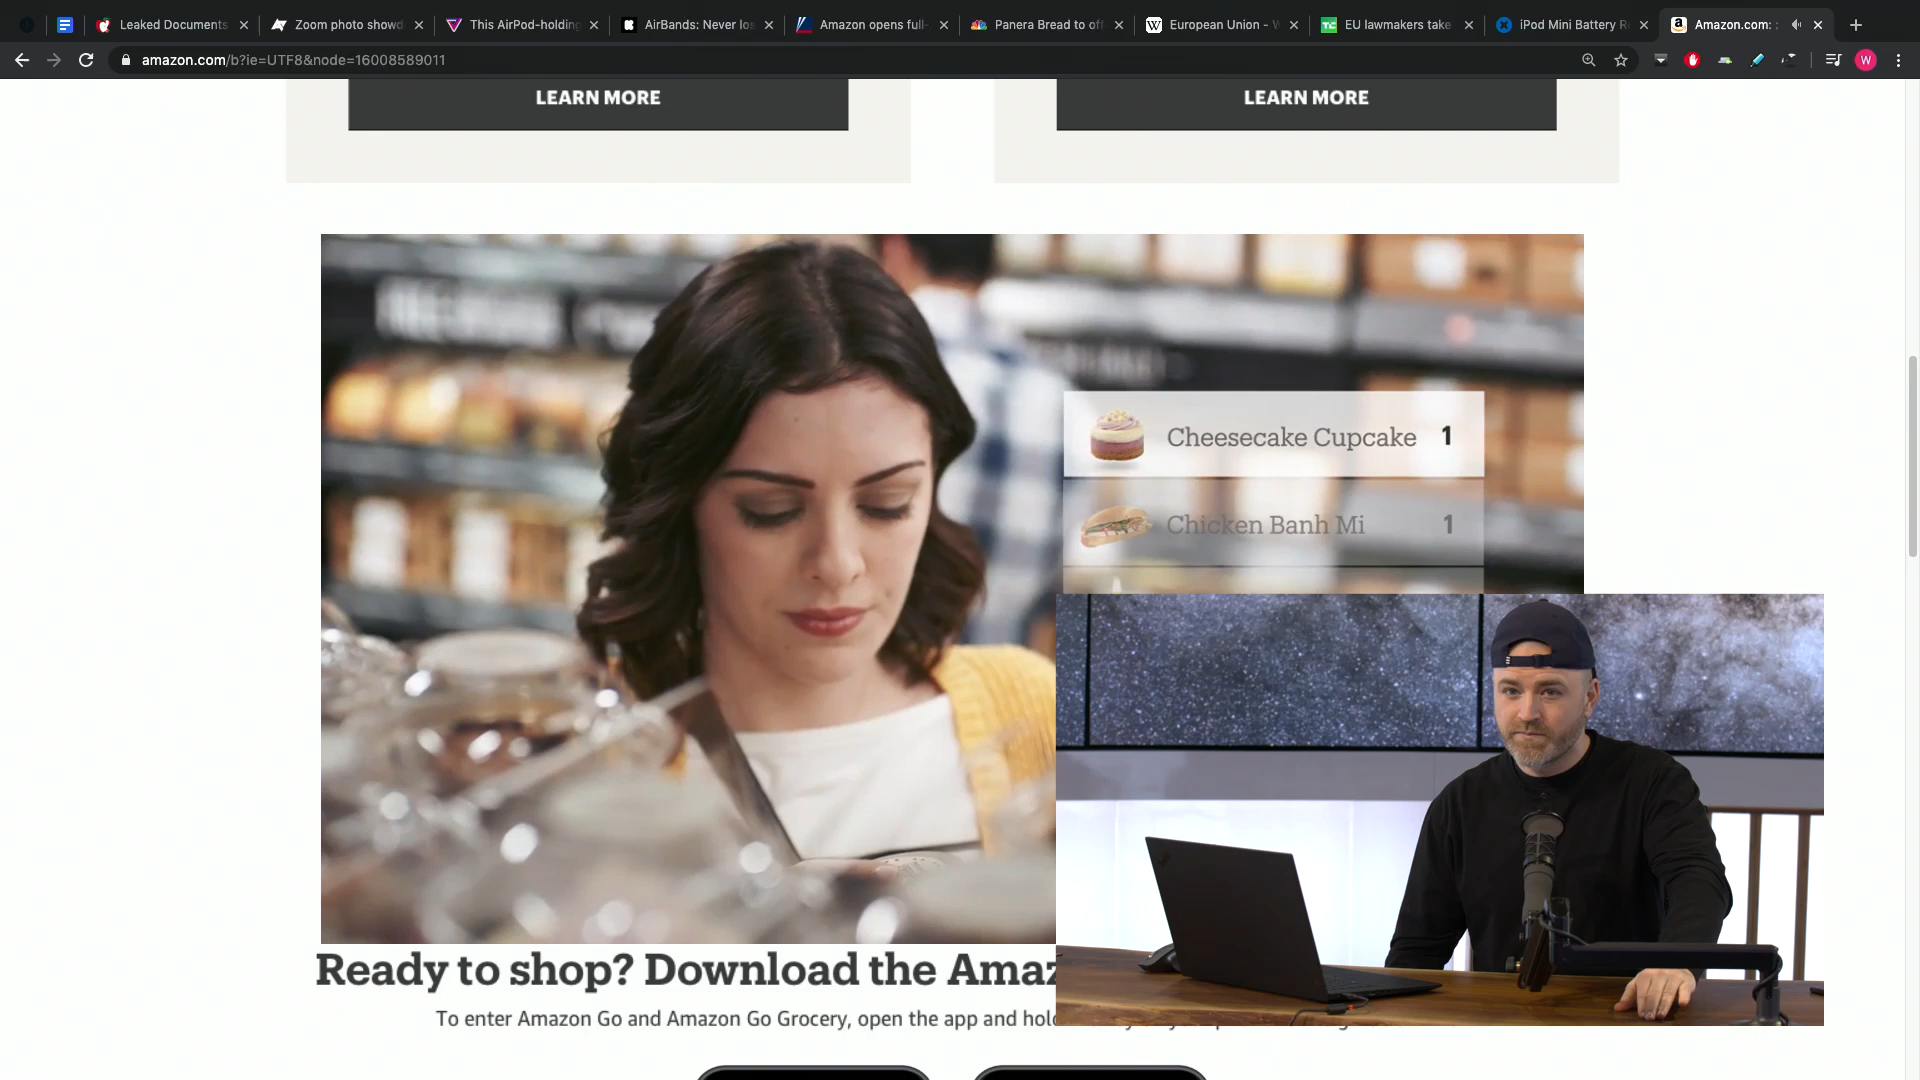 Leaked Documents
Zoom photo showd
This AirPod-holding
AirBands: Never los
Amazon opens full-
Panera Bread to off
European Union - W
EU lawmakers take
iPod Mini Battery R
Amazon.com:
amazon.com/b?ie=UTF8&node=16008589011
W
LEARN MORE
LEARN MORE
Cheesecake Cupcake 1
Chicken Banh Mi 1
Ready to shop? Download the Amaz
To enter Amazon Go and Amazon Go Grocery, open the app and hold